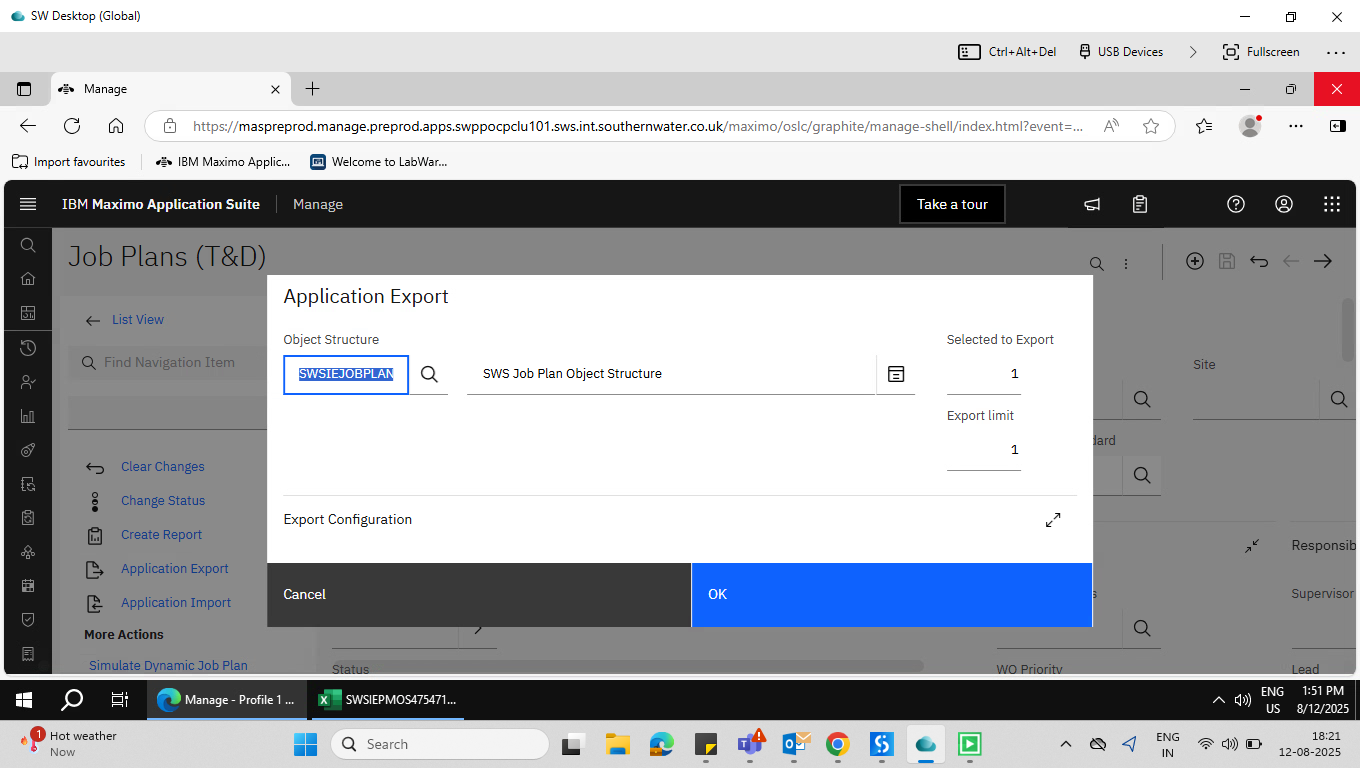 SW Desktop (Global)
Ctrl+Alt+Del
USB Devices
Fullscreen
Manage
https://maspreprod.manage.preprod.apps.swppocpclu101.sws.int.southernwater.co.uk/maximo/oslc/graphite/manage-shell/index.html?event=...
Import favourites
IBM Maximo Applic...
Welcome to LabWar...
IBM Maximo Application Suite
Manage
Take a tour
Job Plans (T&D)
List View
Find Navigation Item
Clear Changes
Change Status
Create Report
Application Export
Application Import
More Actions
Simulate Dynamic Job Plan
Application Export
Object Structure
SWSIEJOBPLAN
SWS Job Plan Object Structure
Selected to Export
1
Export limit
1
Export Configuration
Cancel
OK
Site
dard
Responsib
s
Supervisor
Status
WO Priority
Lead
Manage - Profile 1 ...
SWSIEPMOS475471...
ENG
US
1:51 PM
8/12/2025
1
Hot weather
Now
Search
ENG
IN
18:21
12-08-2025